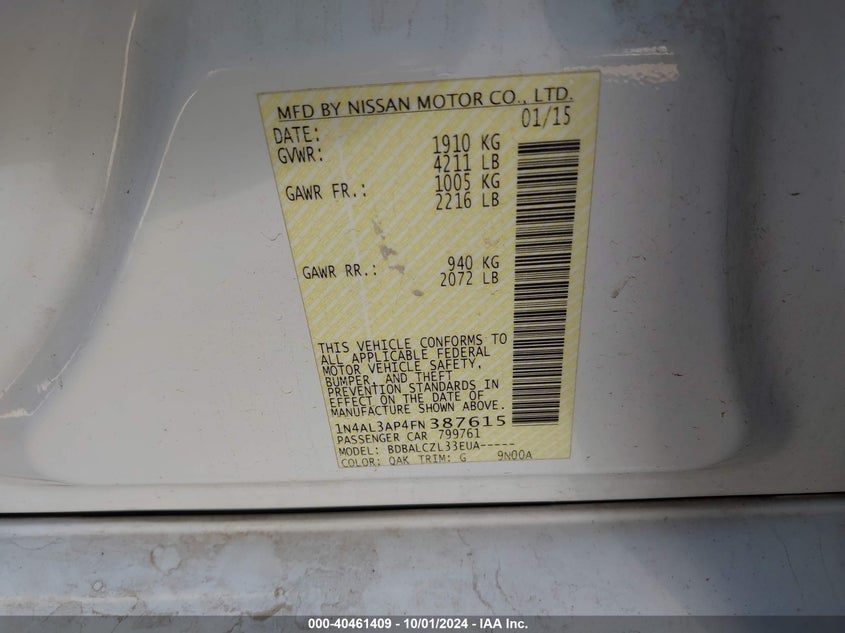 MFD BY NISSAN MOTOR CO., LTD.
DATE: 01/15
GVWR: 1910 KG
4211 LB
GAWR FR.: 1005 KG
2216 LB
GAWR RR.: 940 KG
2072 LB
THIS VEHICLE CONFORMS TO
ALL APPLICABLE FEDERAL
MOTOR VEHICLE SAFETY,
BUMPER, AND THEFT
PREVENTION STANDARDS IN
EFFECT ON THE DATE OF
MANUFACTURE SHOWN ABOVE.
1N4AL3AP4FN387615
PASSENGER CAR 799761
MODEL: BDBALCZL33EUA-----
COLOR: QAK TRIM: G 9N00A
000-40461409 - 10/01/2024 - IAA Inc.